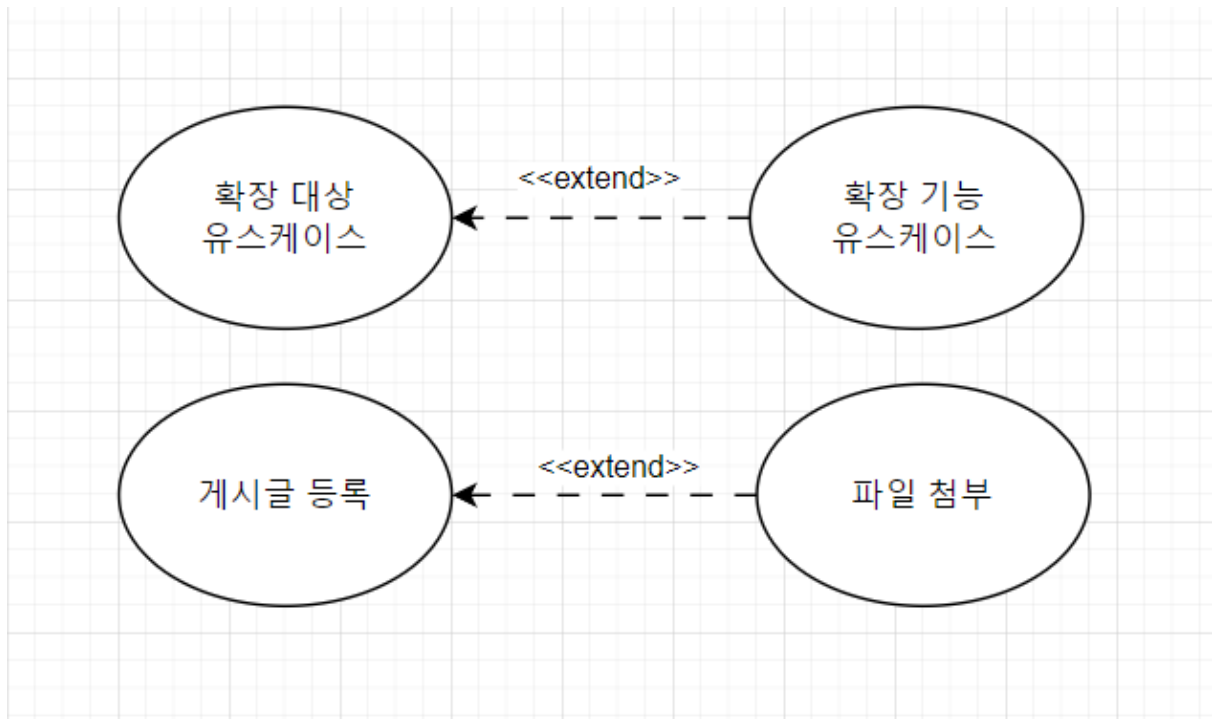 확장 대상
유스케이스
<<extend>>
확장 기능
유스케이스
게시글 등록
<<extend>>
파일 첨부